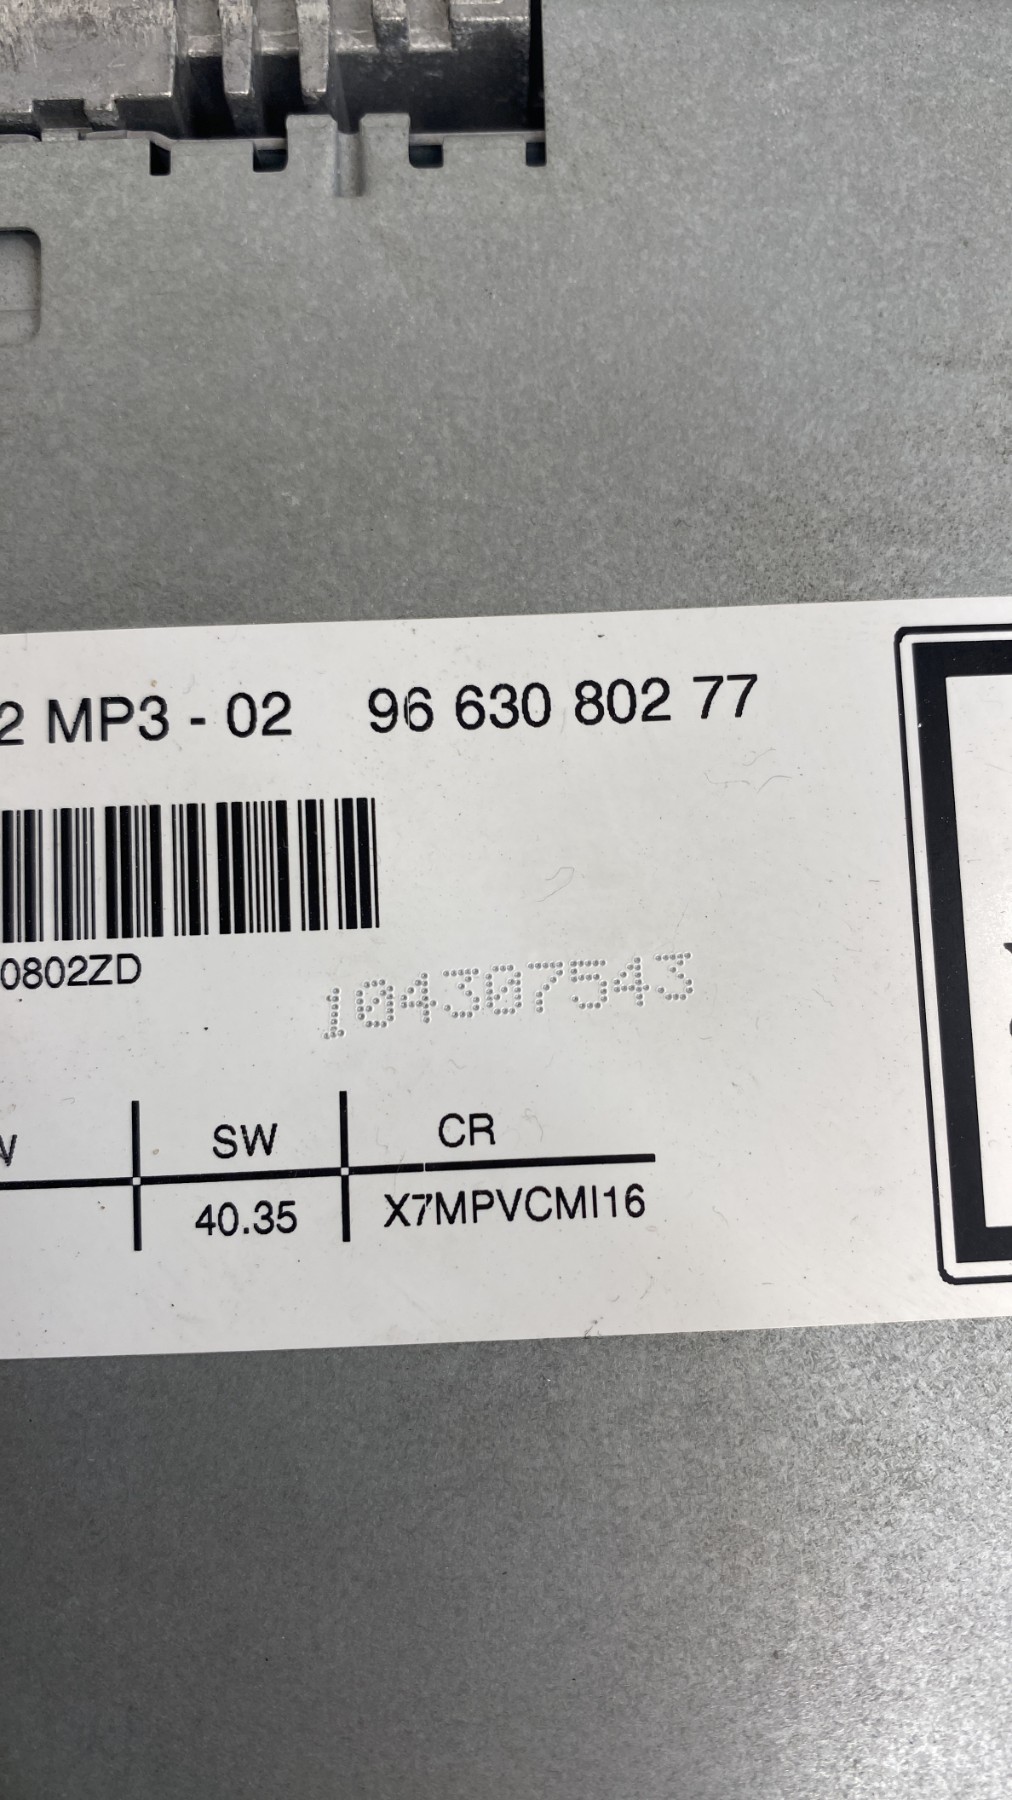 2 MP3 - 02 96 630 802 77
0802ZD
104307543
SW CR
40.35 X7MPVCMI16